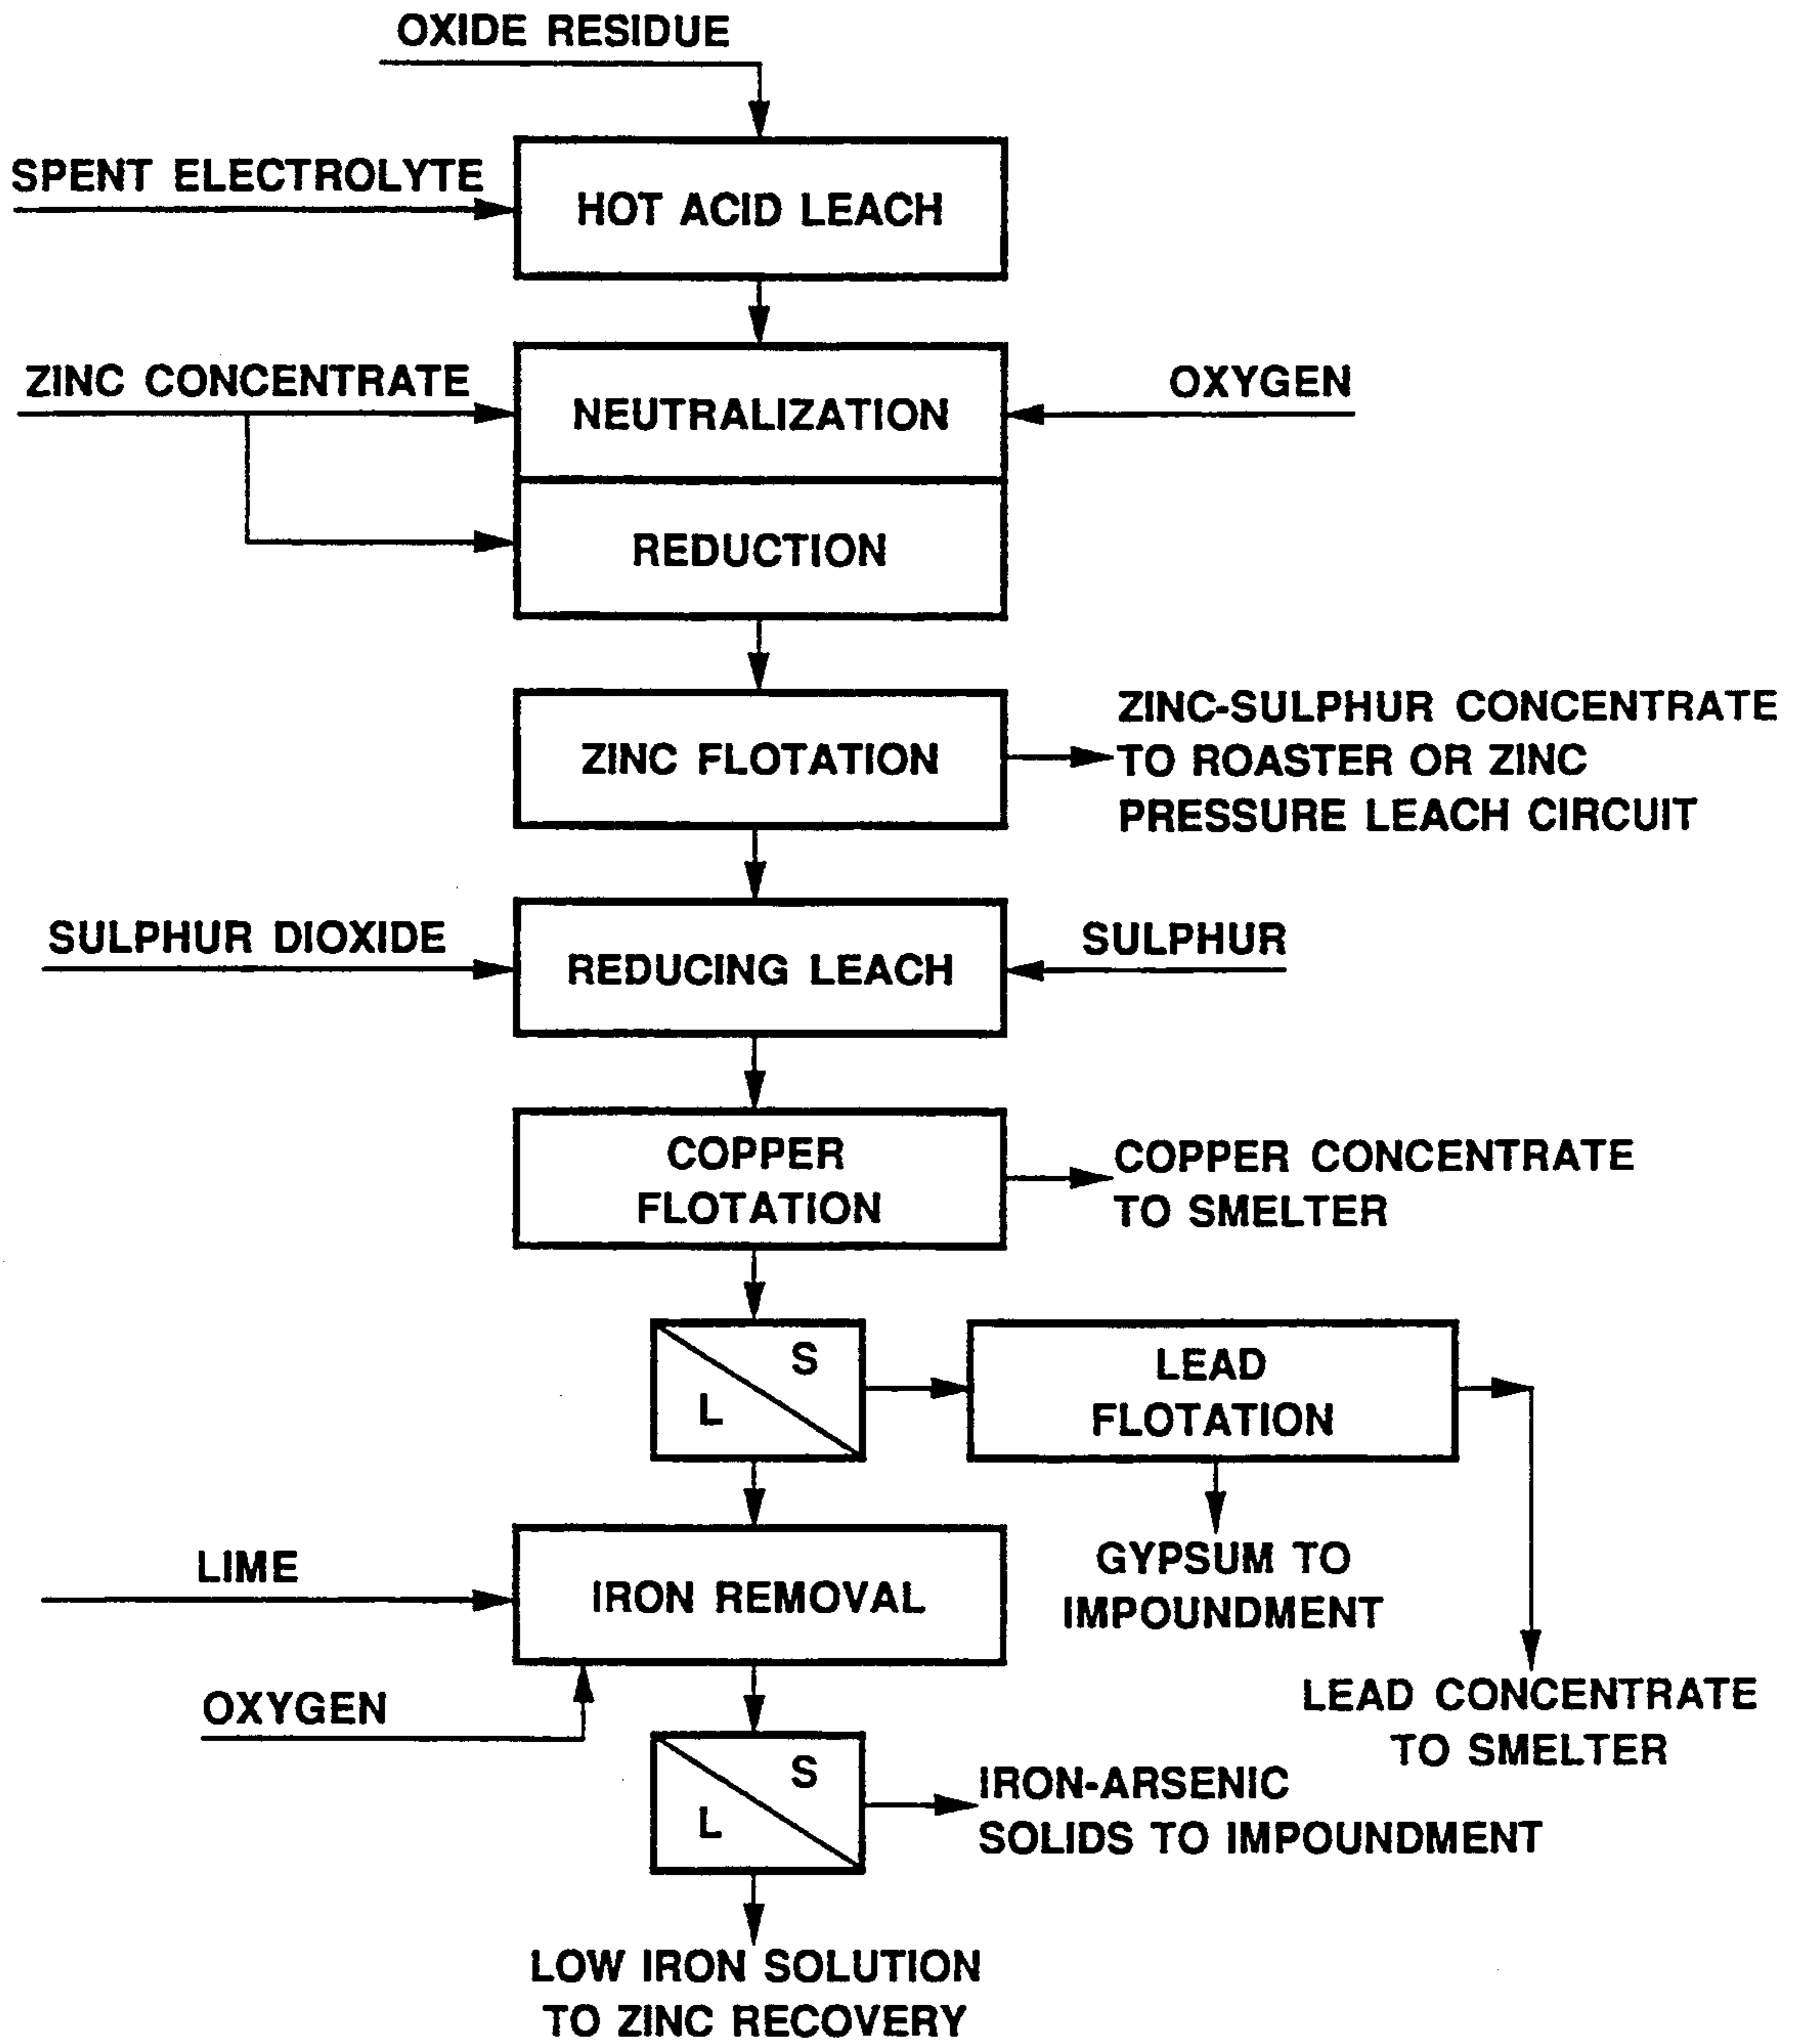 OXIDE RESIDUE
SPENT ELECTROLYTE
HOT ACID LEACH
ZINC CONCENTRATE
NEUTRALIZATION
OXYGEN
REDUCTION
ZINC FLOTATION
ZINC-SULPHUR CONCENTRATE
TO ROASTER OR ZINC
PRESSURE LEACH CIRCUIT
SULPHUR DIOXIDE
REDUCING LEACH
SULPHUR
COPPER
FLOTATION
COPPER CONCENTRATE
TO SMELTER
S
L
LEAD
FLOTATION
GYPSUM TO
IMPOUNDMENT
LEAD CONCENTRATE
TO SMELTER
LIME
IRON REMOVAL
OXYGEN
S
L
IRON-ARSENIC
SOLIDS TO IMPOUNDMENT
LOW IRON SOLUTION
TO ZINC RECOVERY